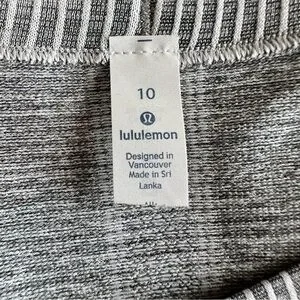 10
lululemon
Designed in
Vancouver
Made in Sri
Lanka